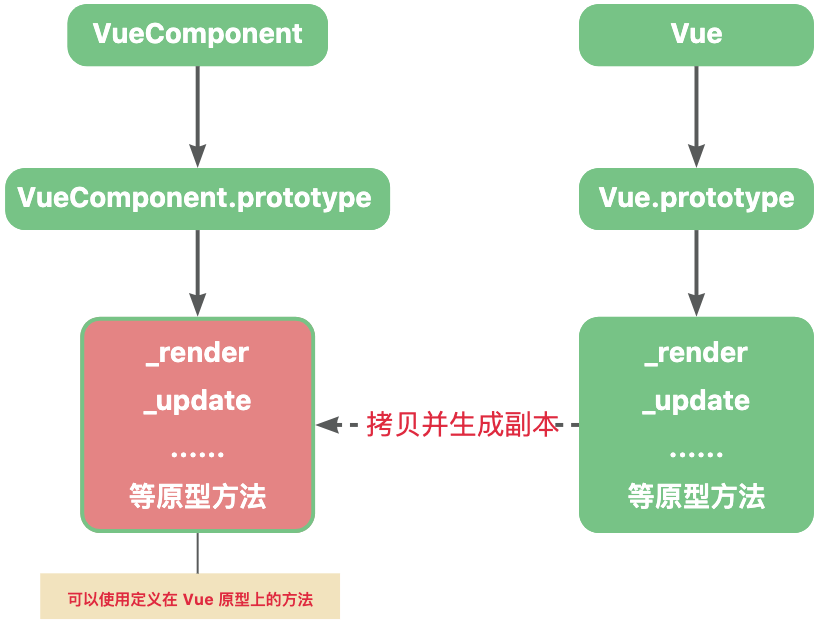 VueComponent
VueComponent.prototype
_render
_update
......
等原型方法
可以使用定义在 Vue 原型上的方法
拷贝并生成副本
Vue
Vue.prototype
_render
_update
......
等原型方法